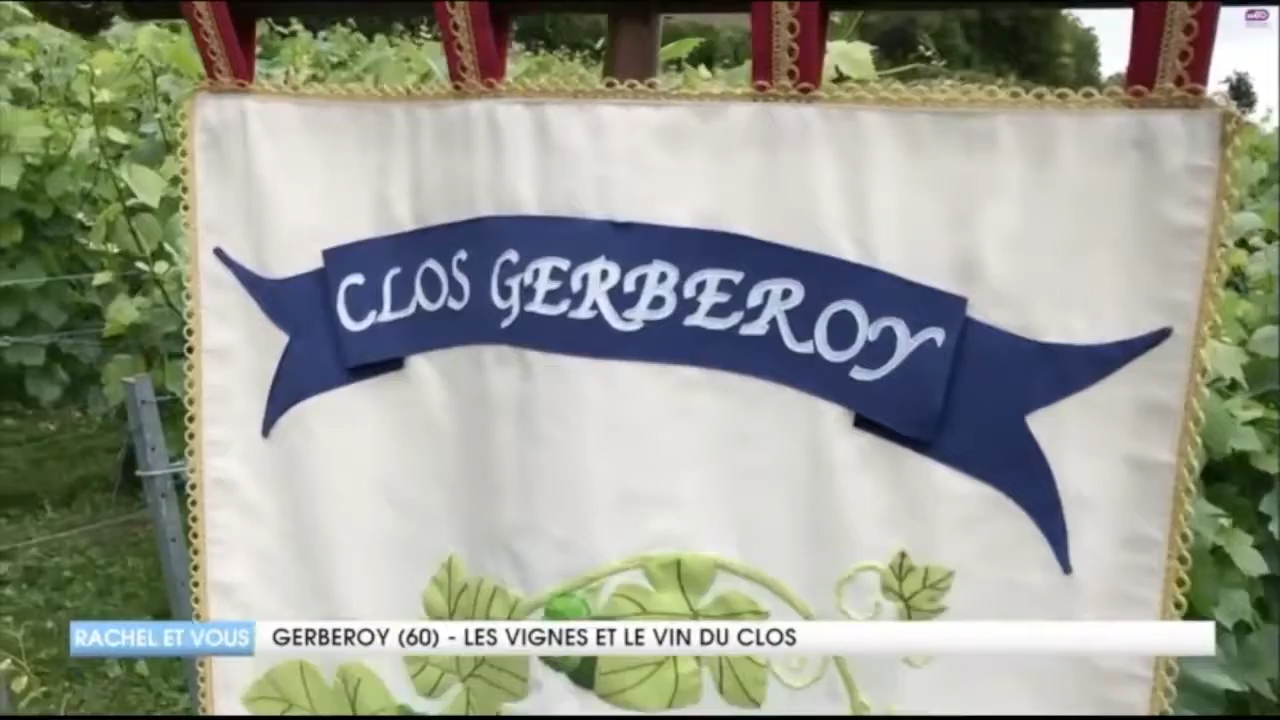 CLOS GERBEROY
RACHEL ET VOUS
GERBEROY (60) - LES VIGNES ET LE VIN DU CLOS